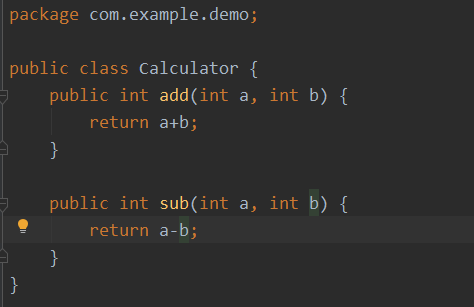 package com.example.demo;
public class Calculator {
public int add(int a, int b) {
return a+b;
}
public int sub(int a, int b) {
return a-b;
}
}